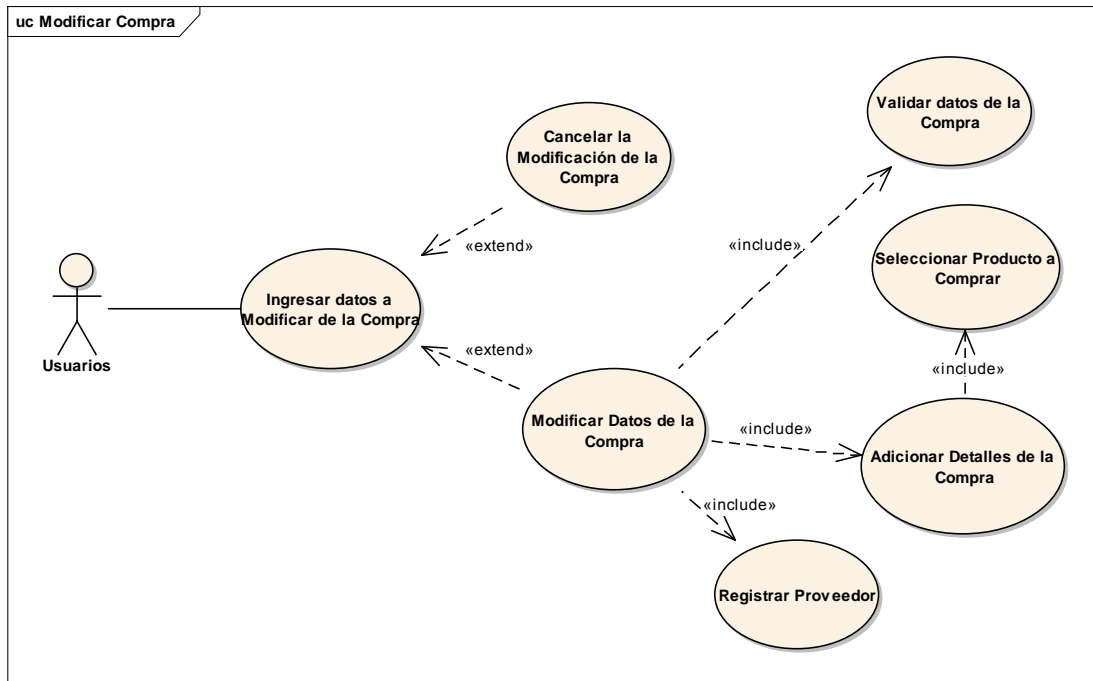 uc Modificar Compra
Validar datos de la
Compra
Cancelar la
Modificación de la
Compra
«extend»
«include»
Seleccionar Producto a
Comprar
Ingresar datos a
Modificar de la Compra
Usuarios
«extend»
«include»
Modificar Datos de la
Compra
«include»
Adicionar Detalles de la
Compra
«include»
Registrar Proveedor